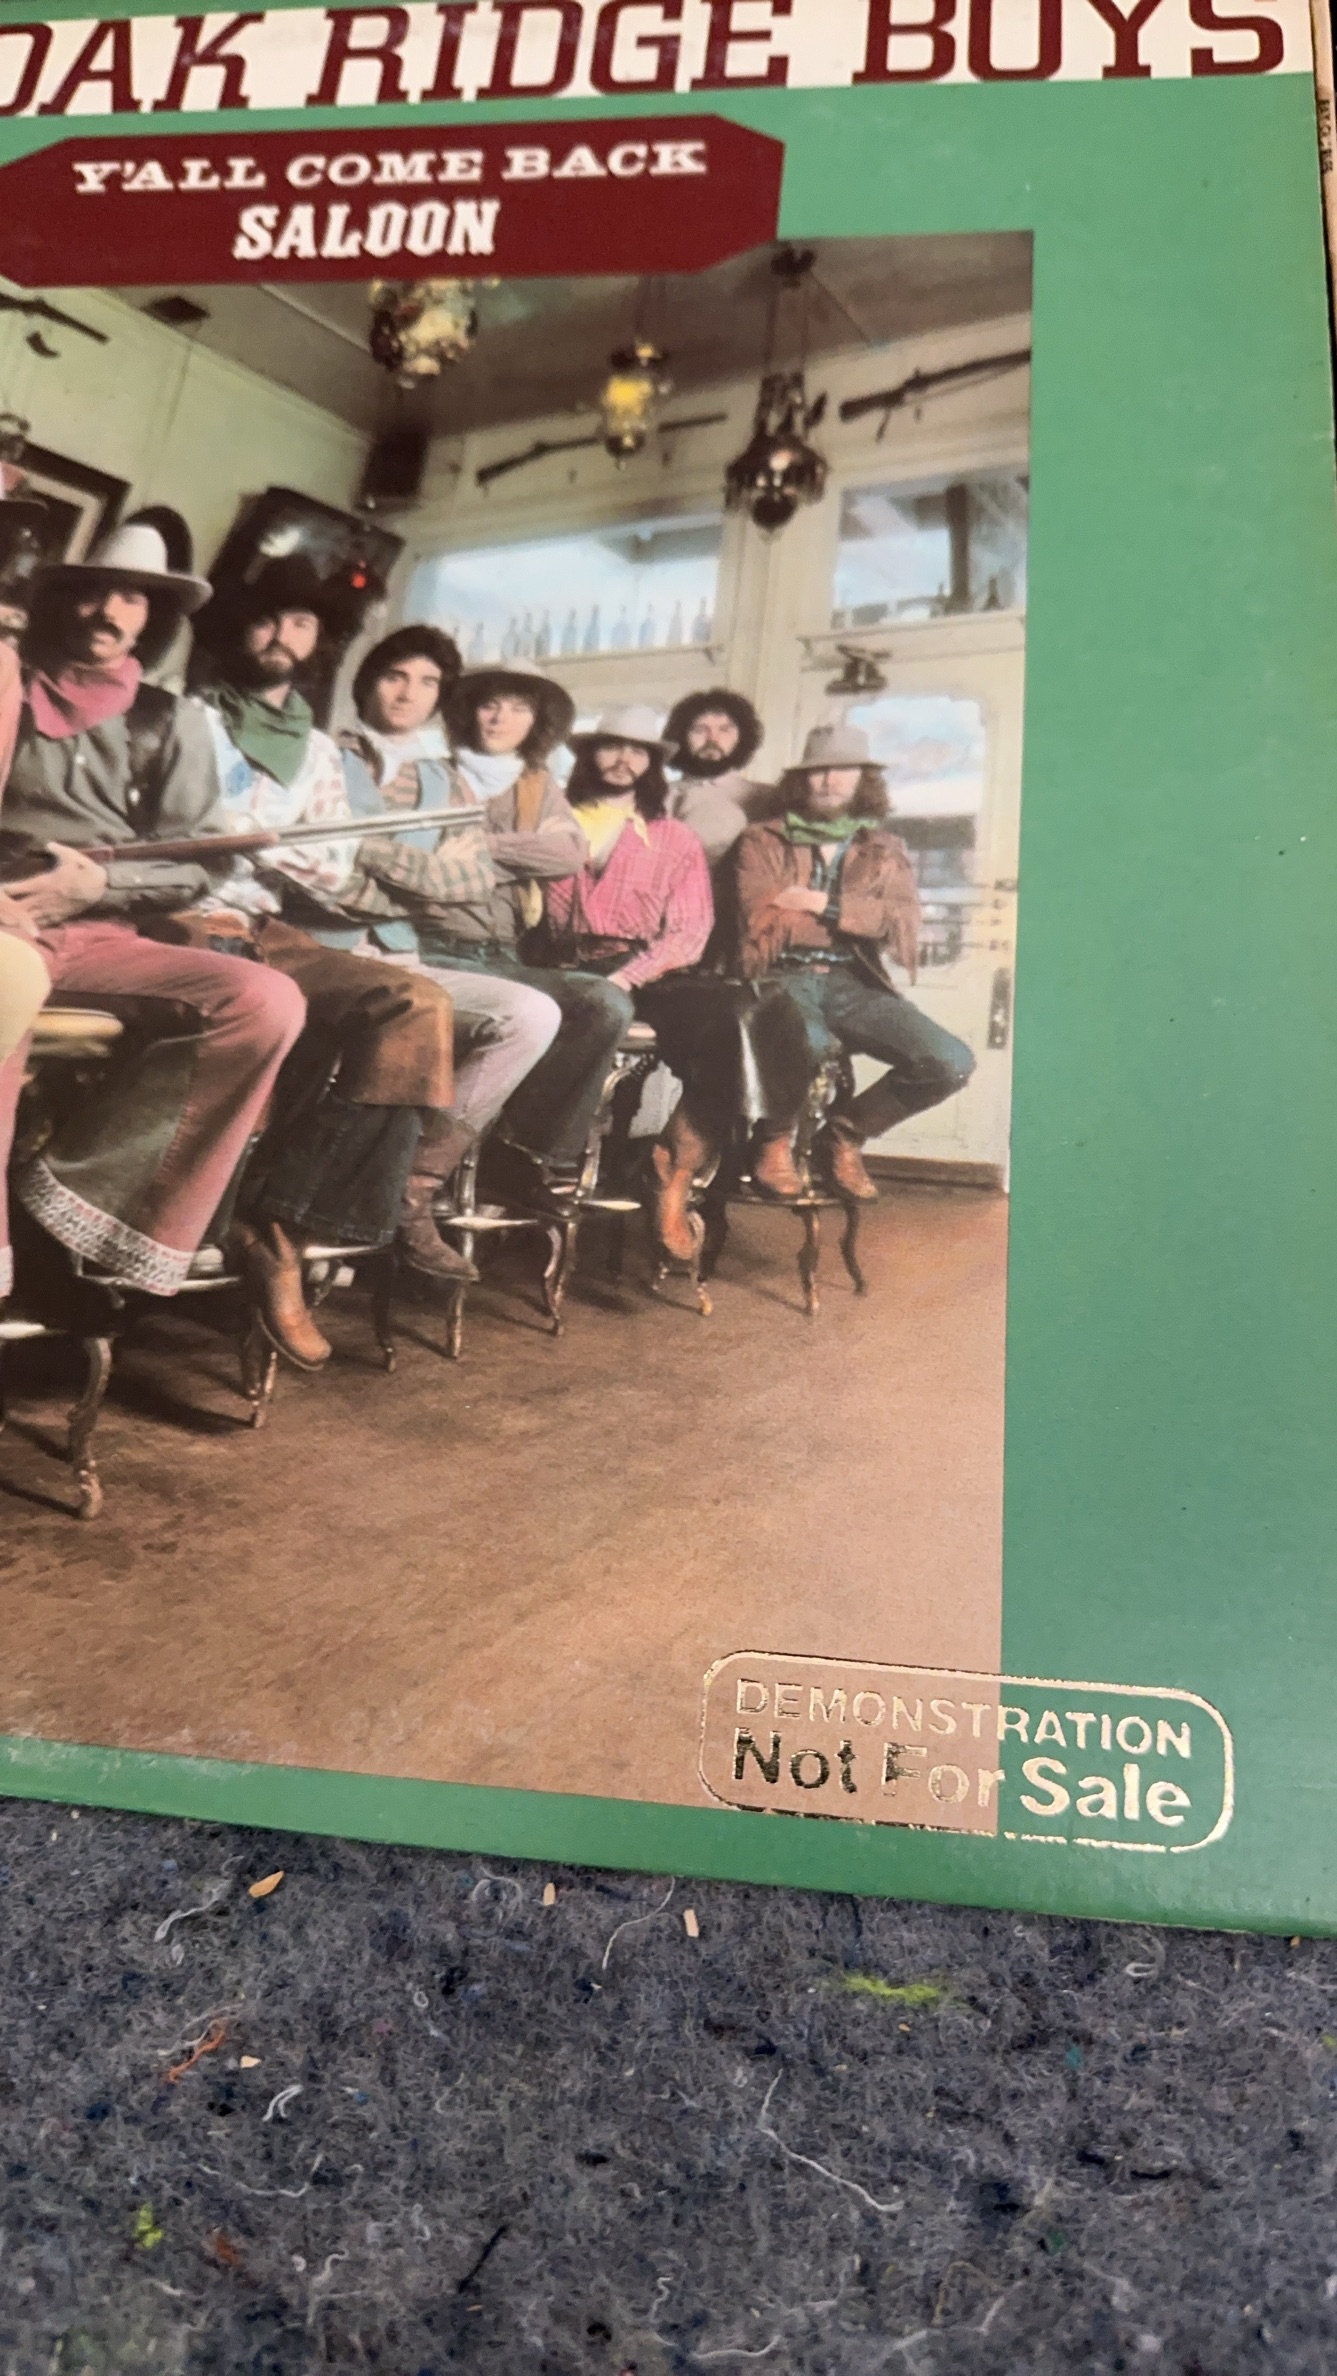 OAK RIDGE BOYS
Y'ALL COME BACK
SALOON
DEMONSTRATION
Not For Sale